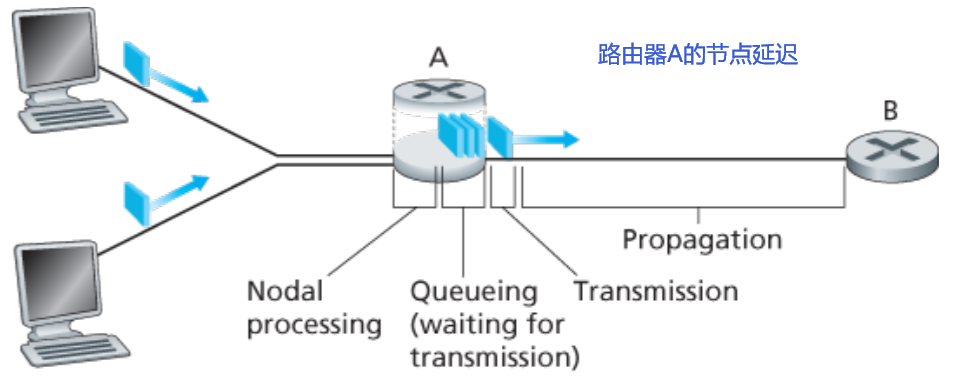 路由器A的节点延迟
A
B
Propagation
Nodal
processing
Queueing
(waiting for
transmission)
Transmission